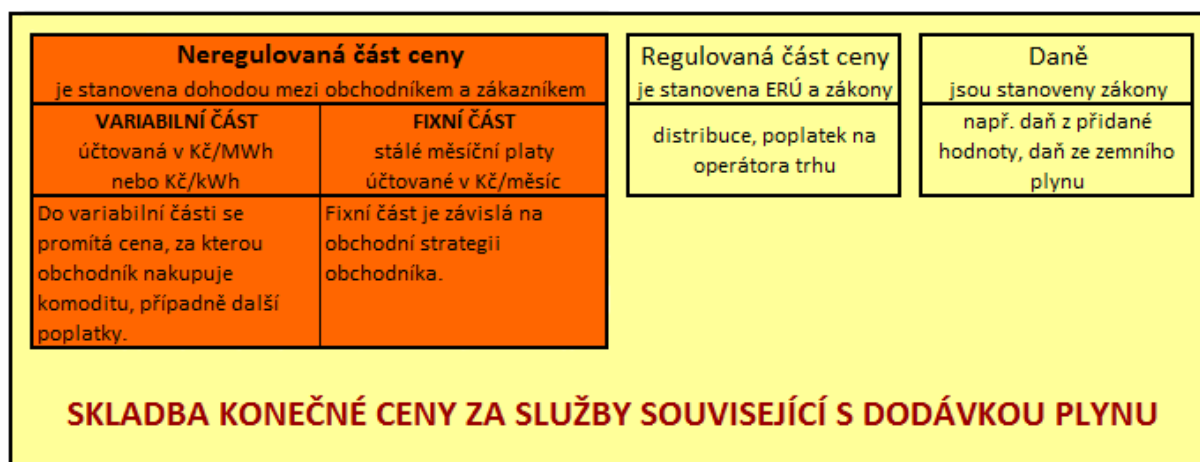 Neregulovaná část ceny
je stanovena dohodou mezi obchodníkem a zákazníkem
VARIABILNÍ ČÁST
účtovaná v Kč/MWh
nebo Kč/kWh
FIXNÍ ČÁST
stálé měsíční platy
účtované v Kč/měsíc
Do variabilní části se
promítá cena, za kterou
obchodník nakupuje
komoditu, případně další
poplatky.
Fixní část je závislá na
obchodní strategii
obchodníka.
Regulovaná část ceny
je stanovena ERÚ a zákony
distribuce, poplatek na
operátora trhu
Daně
jsou stanoveny zákony
např. daň z přidané
hodnoty, daň ze zemního
plynu
SKLADBA KONEČNÉ CENY ZA SLUŽBY SOUVISEJÍCÍ S DODÁVKOU PLYNU